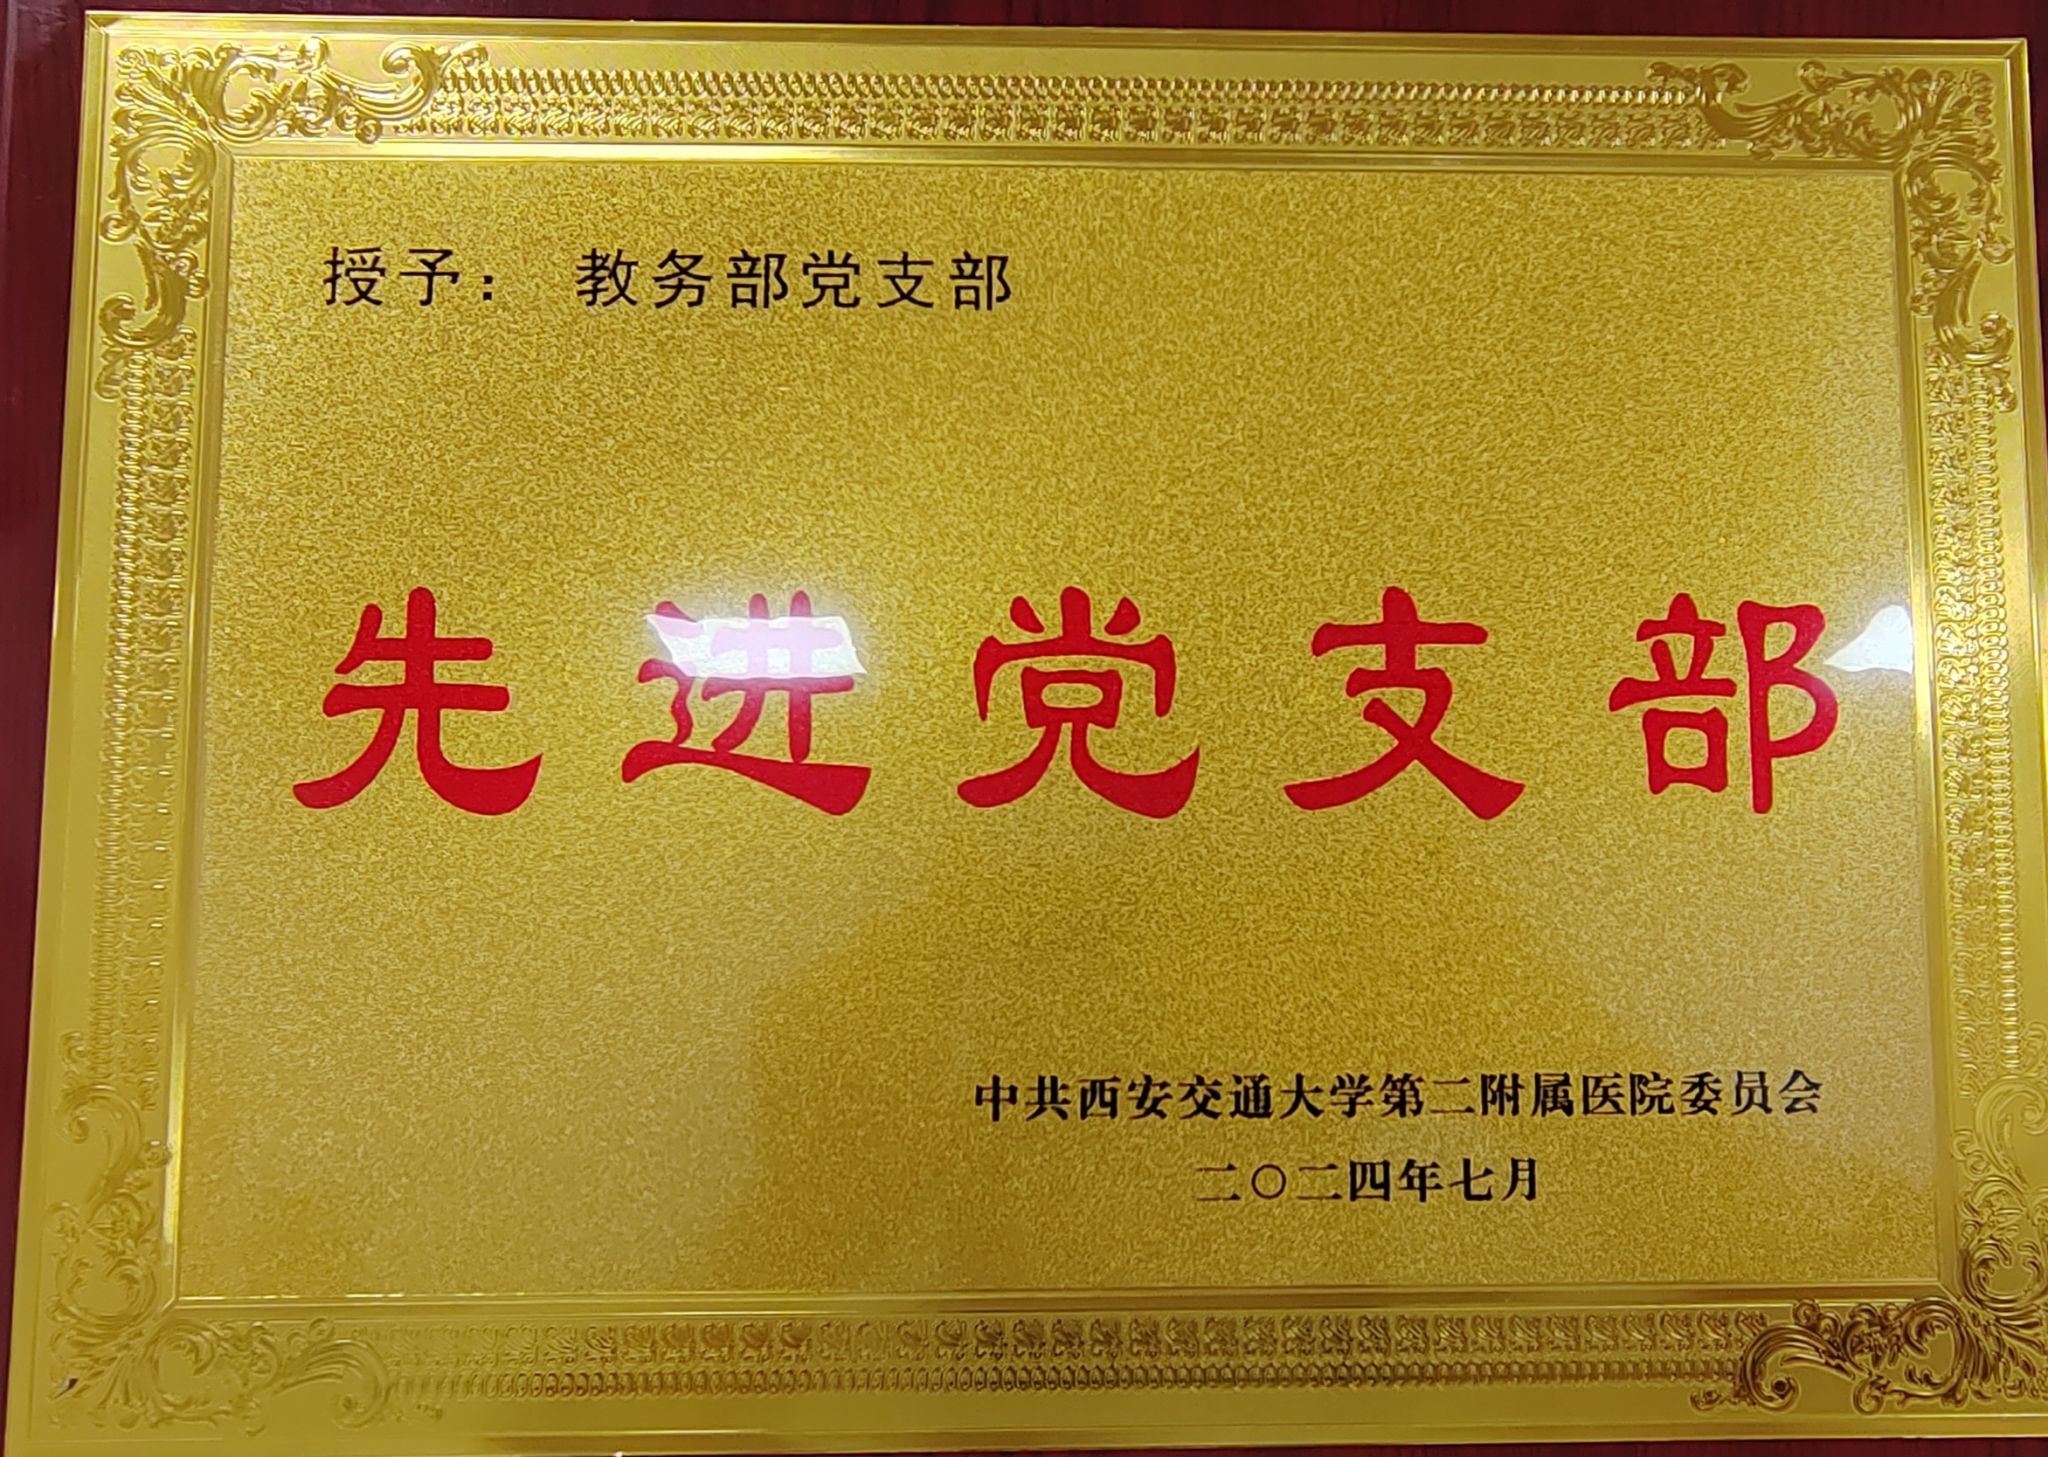 授予：教务部党支部
先进党支部
中共西安交通大学第二附属医院委员会
二〇二四年七月